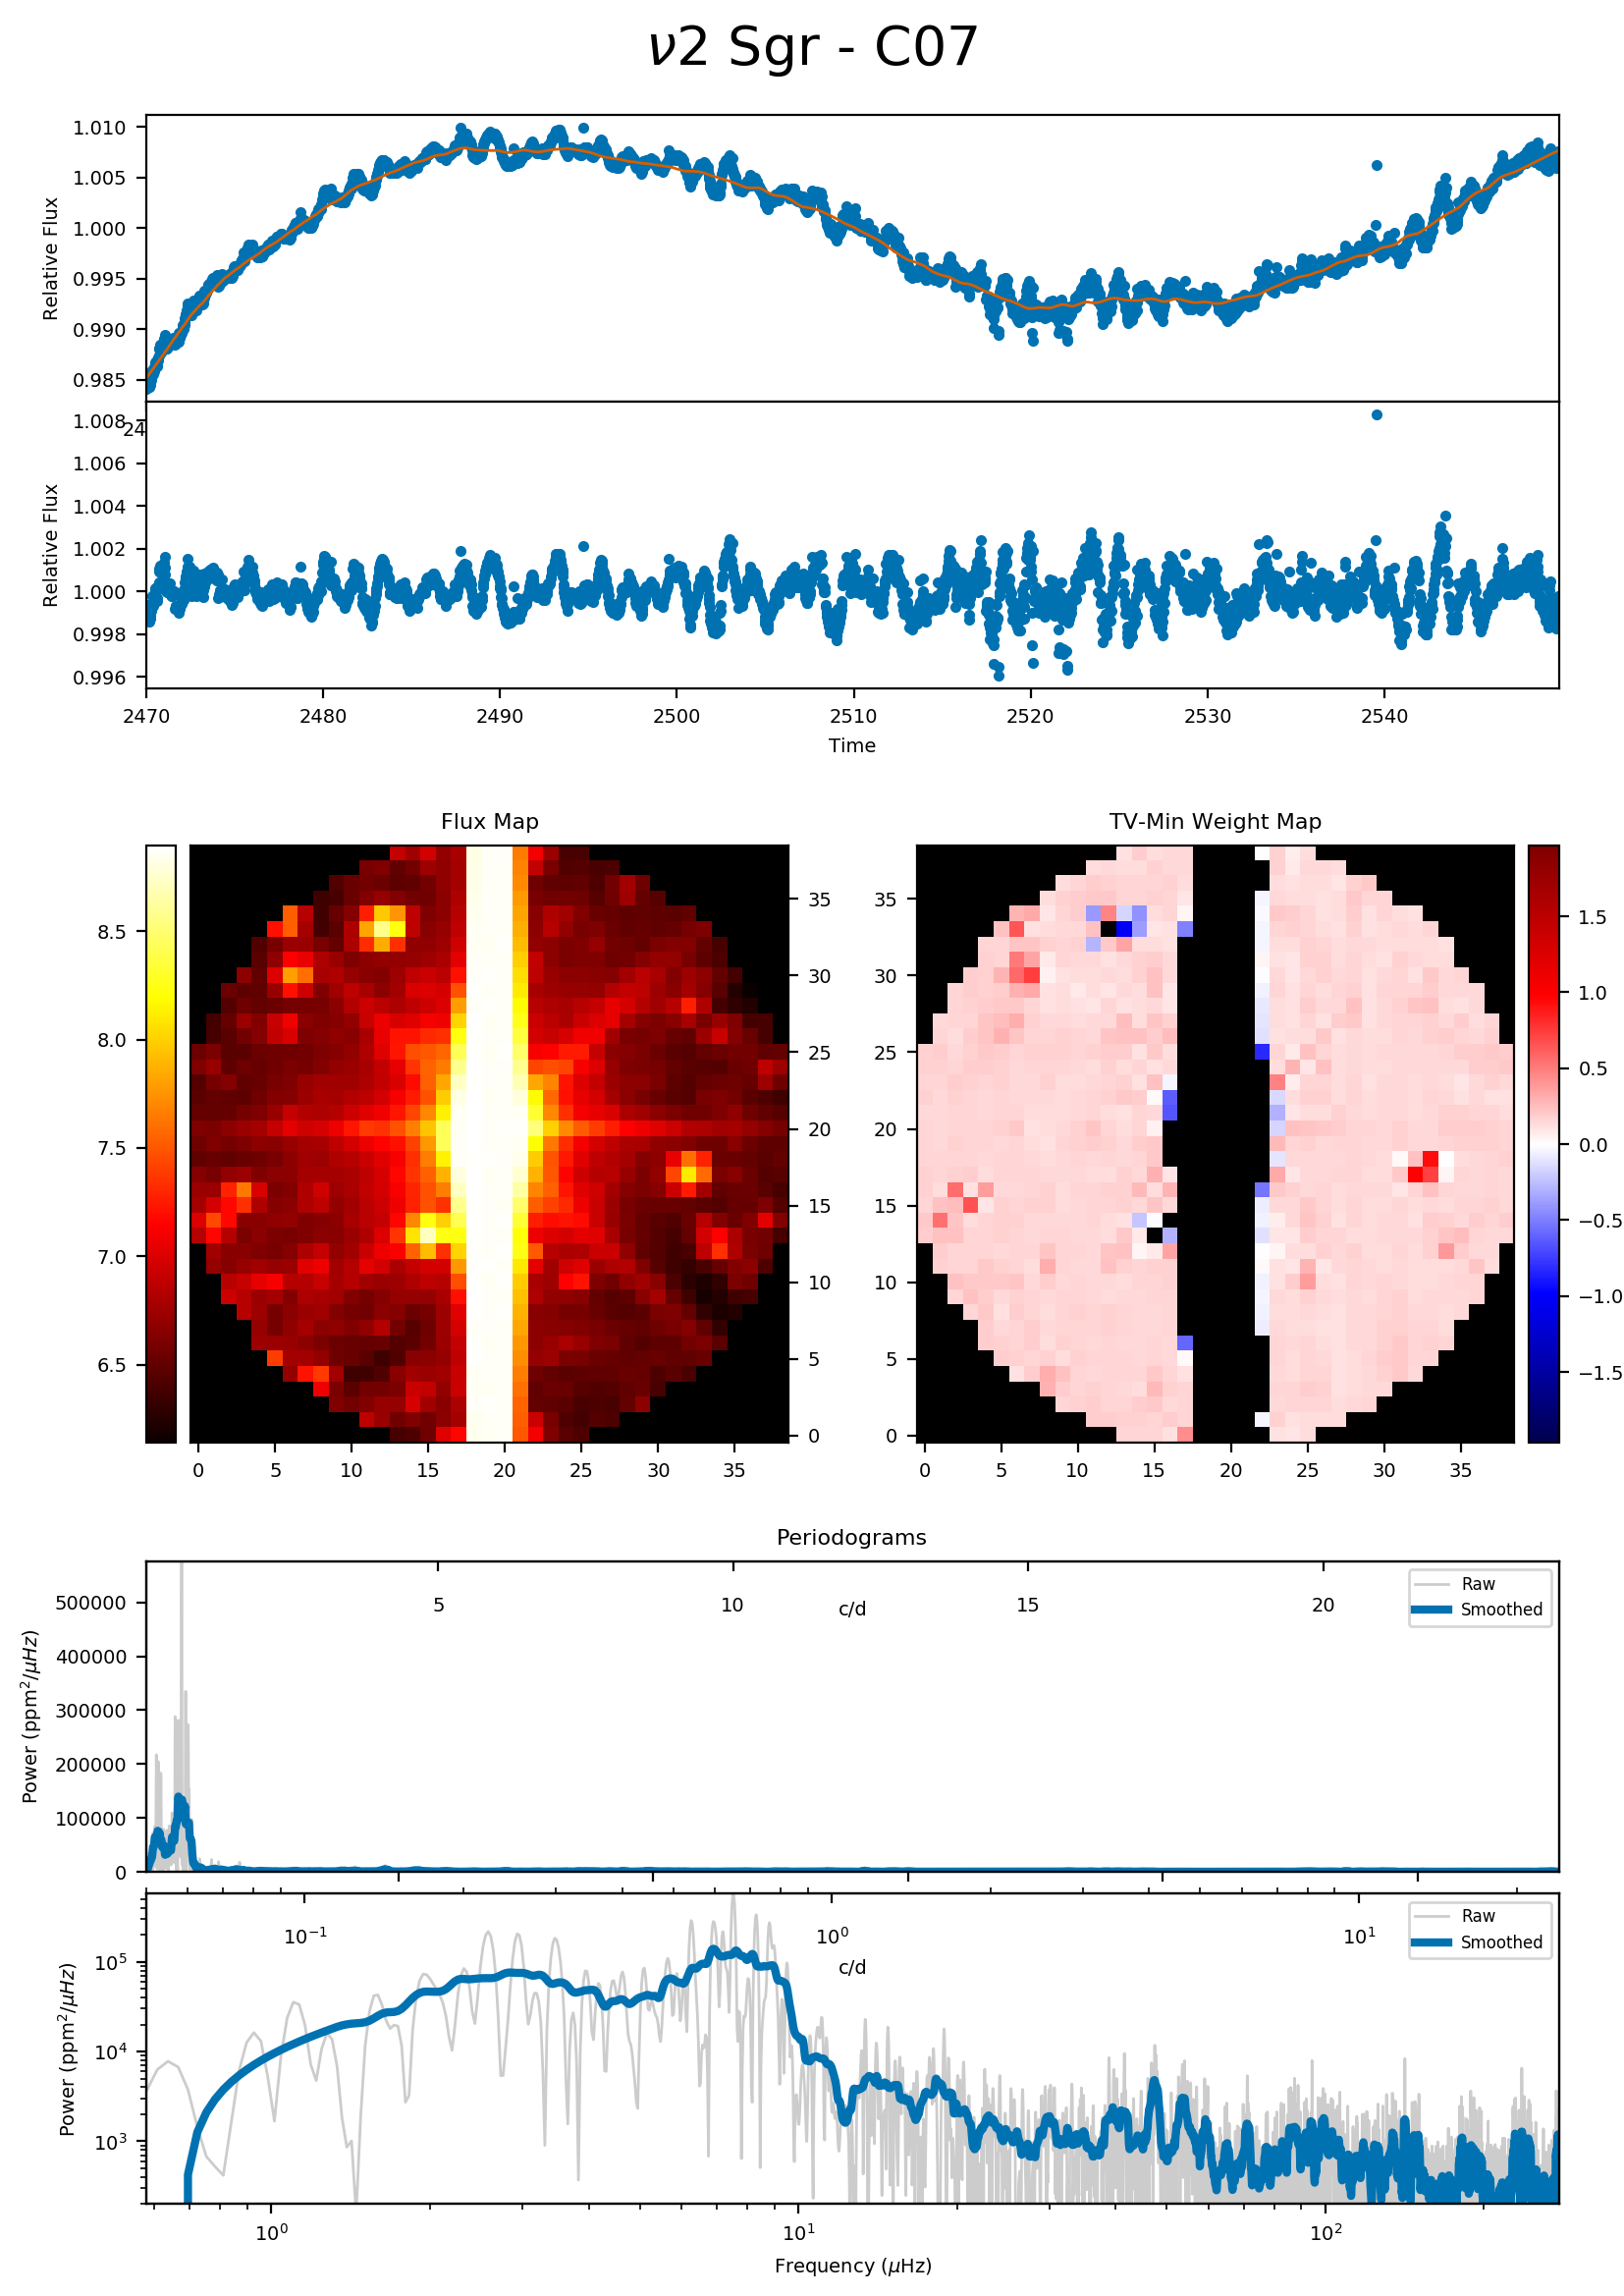 ν2 Sgr - C07
1.010
1.005
1.000
0.995
0.990
0.985
Relative Flux
24
1.008
1.006
1.004
1.002
1.000
0.998
0.996
Relative Flux
2470 2480 2490 2500 2510 2520 2530 2540
Time
Flux Map
TV-Min Weight Map
8.5
8.0
7.5
7.0
6.5
35
30
25
20
15
10
5
0
0 5 10 15 20 25 30 35
35
30
25
20
15
10
5
0
0 5 10 15 20 25 30 35
1.5
1.0
0.5
0.0
−0.5
−1.0
−1.5
Periodograms
500000
400000
300000
200000
100000
0
Power (ppm²/μHz)
5 10 15 20
c/d
Raw
Smoothed
10⁵
10⁴
10³
Power (ppm²/μHz)
10⁻¹ 10⁰ 10¹
c/d
Raw
Smoothed
10⁰ 10¹ 10²
Frequency (μHz)